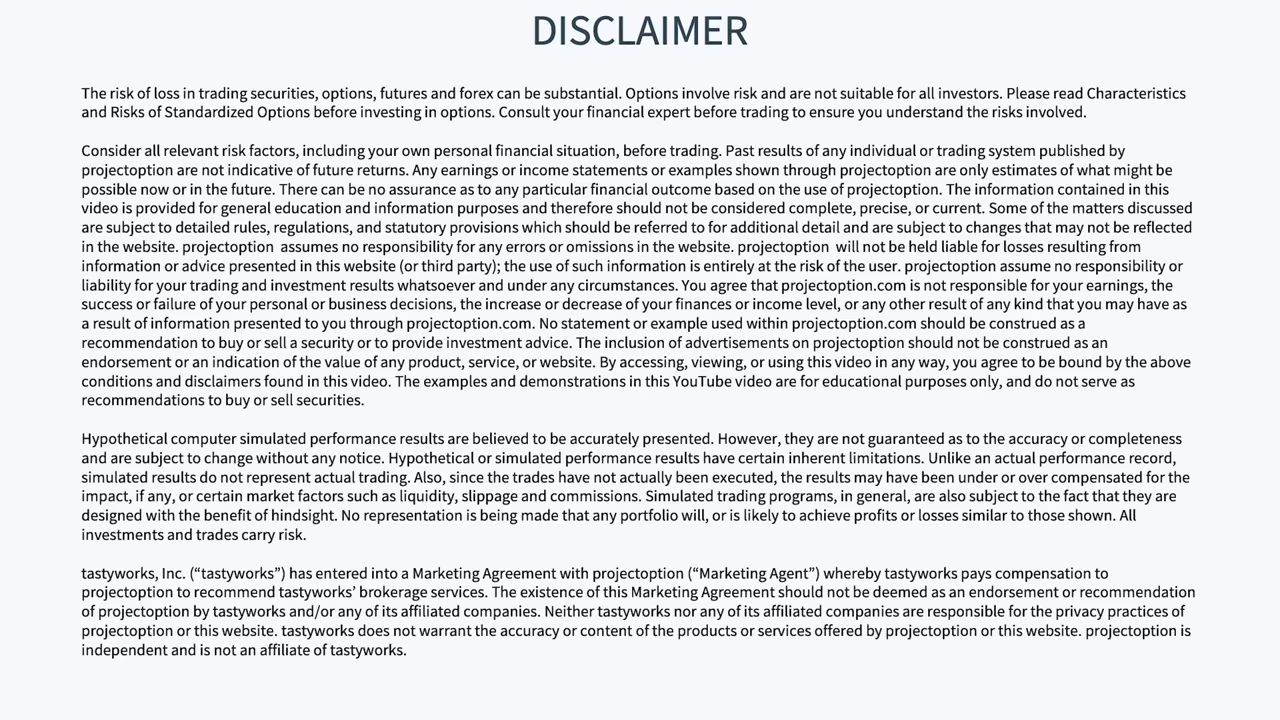 DISCLAIMER
The risk of loss in trading securities, options, futures and forex can be substantial. Options involve risk and are not suitable for all investors. Please read Characteristics
and Risks of Standardized Options before investing in options. Consult your financial expert before trading to ensure you understand the risks involved.
Consider all relevant risk factors, including your own personal financial situation, before trading. Past results of any individual or trading system published by
projectoption are not indicative of future returns. Any earnings or income statements or examples shown through projectoption are only estimates of what might be
possible now or in the future. There can be no assurance as to any particular financial outcome based on the use of projectoption. The information contained in this
video is provided for general education and information purposes and therefore should not be considered complete, precise, or current. Some of the matters discussed
are subject to detailed rules, regulations, and statutory provisions which should be referred to for additional detail and are subject to changes that may not be reflected
in the website. projectoption  assumes no responsibility for any errors or omissions in the website. projectoption  will not be held liable for losses resulting from
information or advice presented in this website (or third party); the use of such information is entirely at the risk of the user. projectoption assume no responsibility or
liability for your trading and investment results whatsoever and under any circumstances. You agree that projectoption.com is not responsible for your earnings, the
success or failure of your personal or business decisions, the increase or decrease of your finances or income level, or any other result of any kind that you may have as
a result of information presented to you through projectoption.com. No statement or example used within projectoption.com should be construed as a
recommendation to buy or sell a security or to provide investment advice. The inclusion of advertisements on projectoption should not be construed as an
endorsement or an indication of the value of any product, service, or website. By accessing, viewing, or using this video in any way, you agree to be bound by the above
conditions and disclaimers found in this video. The examples and demonstrations in this YouTube video are for educational purposes only, and do not serve as
recommendations to buy or sell securities.
Hypothetical computer simulated performance results are believed to be accurately presented. However, they are not guaranteed as to the accuracy or completeness
and are subject to change without any notice. Hypothetical or simulated performance results have certain inherent limitations. Unlike an actual performance record,
simulated results do not represent actual trading. Also, since the trades have not actually been executed, the results may have been under or over compensated for the
impact, if any, or certain market factors such as liquidity, slippage and commissions. Simulated trading programs, in general, are also subject to the fact that they are
designed with the benefit of hindsight. No representation is being made that any portfolio will, or is likely to achieve profits or losses similar to those shown. All
investments and trades carry risk.
tastyworks, Inc. (“tastyworks”) has entered into a Marketing Agreement with projectoption (“Marketing Agent”) whereby tastyworks pays compensation to
projectoption to recommend tastyworks’ brokerage services. The existence of this Marketing Agreement should not be deemed as an endorsement or recommendation
of projectoption by tastyworks and/or any of its affiliated companies. Neither tastyworks nor any of its affiliated companies are responsible for the privacy practices of
projectoption or this website. tastyworks does not warrant the accuracy or content of the products or services offered by projectoption or this website. projectoption is
independent and is not an affiliate of tastyworks.